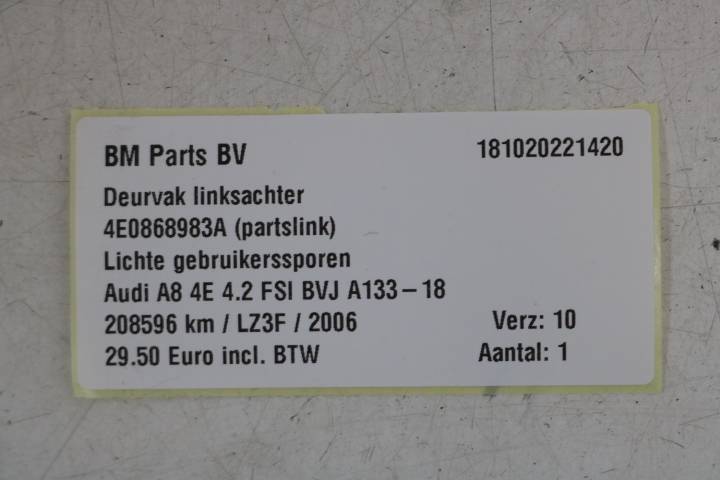 BM Parts BV 181020221420
Deurvak linksachter
4E0868983A (partslink)
Lichte gebruikerssporen
Audi A8 4E 4.2 FSI BVJ A133-18
208596 km / LZ3F / 2006 Verz: 10
29.50 Euro incl. BTW Aantal: 1